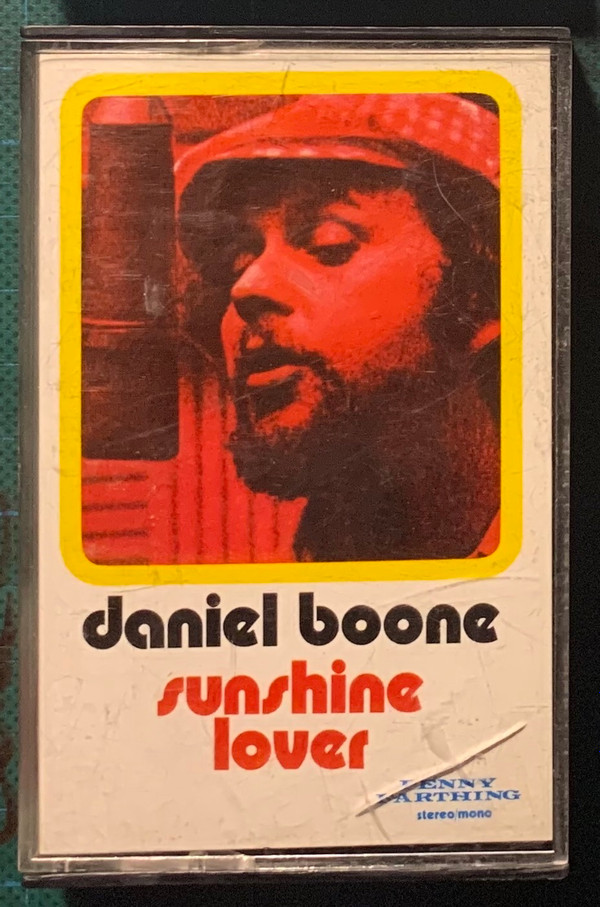 daniel boone
sunshine
lover
PENNY
FARTHING
stereo/mono